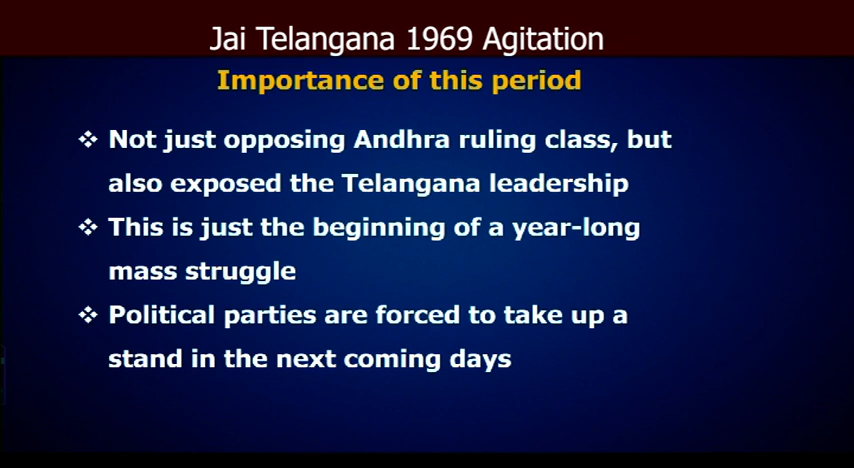 Jai Telangana 1969 Agitation
Importance of this period
❖ Not just opposing Andhra ruling class, but
also exposed the Telangana leadership
❖ This is just the beginning of a year-long
mass struggle
❖ Political parties are forced to take up a
stand in the next coming days